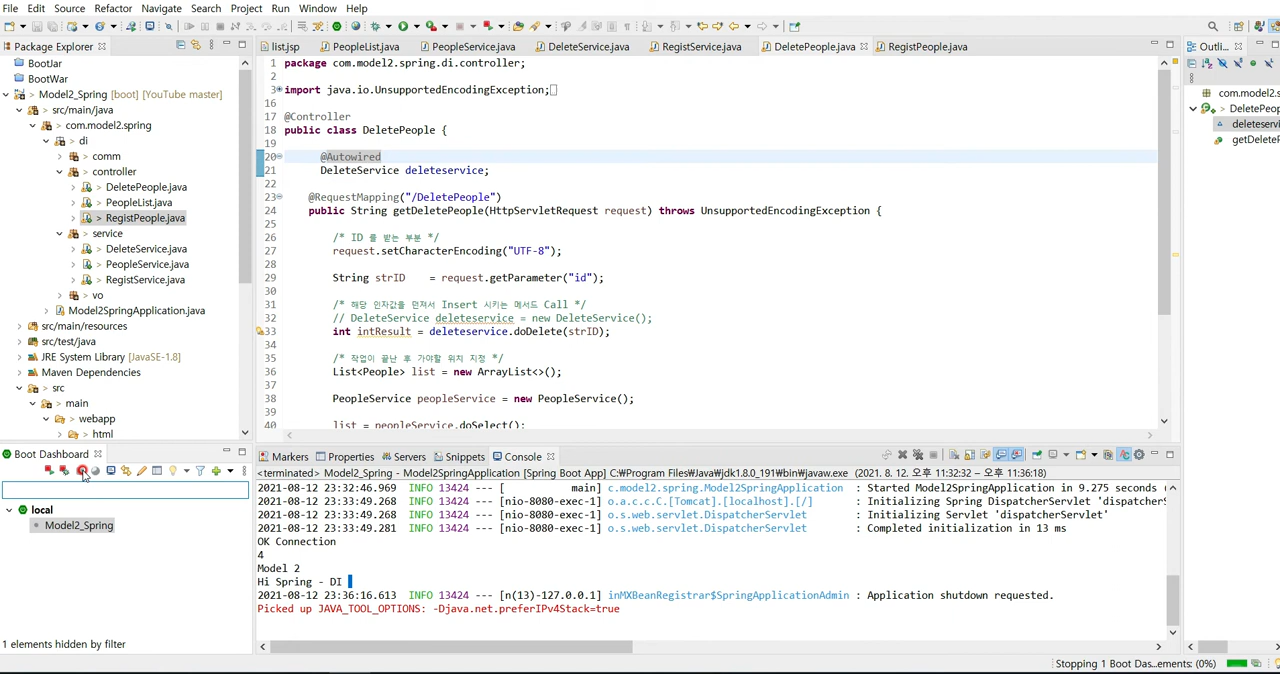 File Edit Source Refactor Navigate Search Project Run Window Help
Package Explorer
BootJar
BootWar
> Model2_Spring [boot] [YouTube master]
> src/main/java
> com.model2.spring
> di
> comm
> controller
> DeletePeople.java
> PeopleList.java
> RegistPeople.java
> service
> DeleteService.java
> PeopleService.java
> RegistService.java
> vo
> Model2SpringApplication.java
src/main/resources
src/test/java
JRE System Library [JavaSE-1.8]
Maven Dependencies
> src
> main
> webapp
> html
list.jsp PeopleList.java PeopleService.java DeleteService.java RegistService.java DeletePeople.java RegistPeople.java
1 package com.model2.spring.di.controller;
2
3 import java.io.UnsupportedEncodingException;
16
17 @Controller
18 public class DeletePeople {
19
20 @Autowired
21 DeleteService deleteservice;
22
23 @RequestMapping("/DeletePeople")
24 public String getDeletePeople(HttpServletRequest request) throws UnsupportedEncodingException {
25
26 /* ID 를 받는 부분 */
27 request.setCharacterEncoding("UTF-8");
28
29 String strID = request.getParameter("id");
30
31 /* 해당 인자값을 던져서 Insert 시키는 메서드 Call */
32 // DeleteService deleteservice = new DeleteService();
33 int intResult = deleteservice.doDelete(strID);
34
35 /* 작업이 끝난 후 가야할 위치 지정 */
36 List<People> list = new ArrayList<>();
37
38 PeopleService peopleService = new PeopleService();
39
40 list = peopleService.doSelect();
Outli...
com.model2.s
> DeletePeo
deleteservi
getDeleteP
Boot Dashboard
local
Model2_Spring
1 elements hidden by filter
Markers Properties Servers Snippets Console
<terminated> Model2_Spring - Model2SpringApplication [Spring Boot App] C:\Program Files\Java\jdk1.8.0_191\bin\javaw.exe (2021. 8. 12. 오후 11:32:32 – 오후 11:36:18)
2021-08-12 23:32:46.969 INFO 13424 --- [ main] c.model2.spring.Model2SpringApplication : Started Model2SpringApplication in 9.275 seconds (
2021-08-12 23:33:49.268 INFO 13424 --- [nio-8080-exec-1] o.a.c.c.C.[Tomcat].[localhost].[/] : Initializing Spring DispatcherServlet 'dispatcherS
2021-08-12 23:33:49.268 INFO 13424 --- [nio-8080-exec-1] o.s.web.servlet.DispatcherServlet : Initializing Servlet 'dispatcherServlet'
2021-08-12 23:33:49.281 INFO 13424 --- [nio-8080-exec-1] o.s.web.servlet.DispatcherServlet : Completed initialization in 13 ms
OK Connection
4
Model 2
Hi Spring - DI
2021-08-12 23:36:16.613 INFO 13424 --- [n(13)-127.0.0.1] inMXBeanRegistrar$SpringApplicationAdmin : Application shutdown requested.
Picked up JAVA_TOOL_OPTIONS: -Djava.net.preferIPv4Stack=true
Stopping 1 Boot Das...ements: (0%)